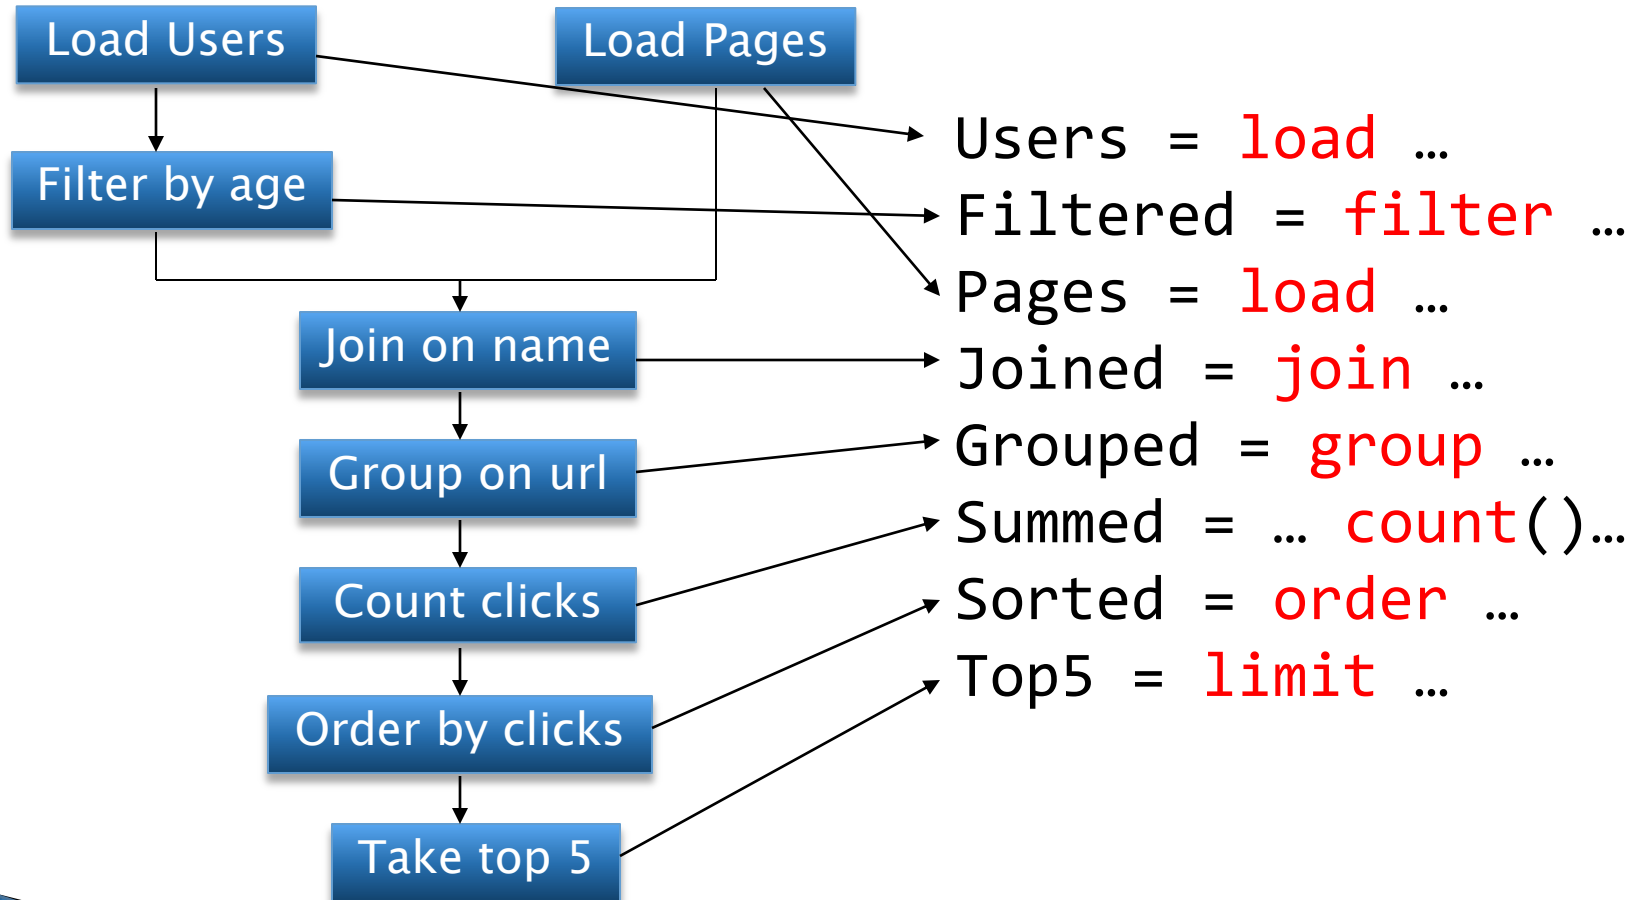 Load Users
Load Pages
Filter by age
Join on name
Group on url
Count clicks
Order by clicks
Take top 5
Users = load …
Filtered = filter …
Pages = load …
Joined = join …
Grouped = group …
Summed = … count()…
Sorted = order …
Top5 = limit …